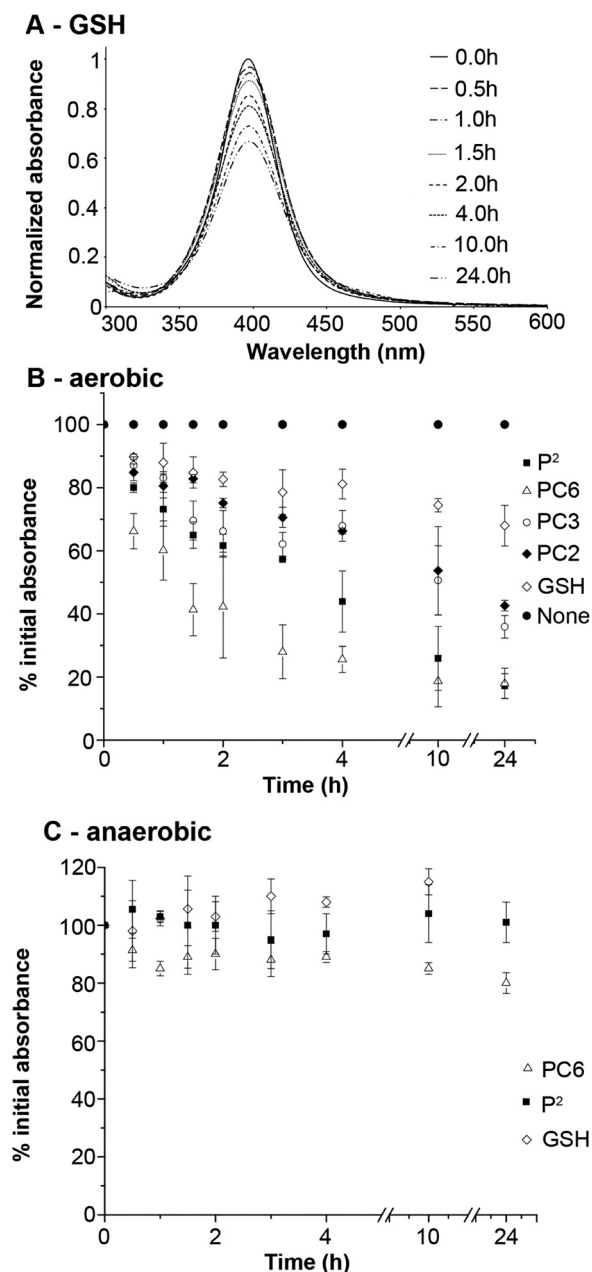 A - GSH
Normalized absorbance
1
0.8
0.6
0.4
0.2
0
300
350
400
450
500
550
600
Wavelength (nm)
0.0h
0.5h
1.0h
1.5h
2.0h
4.0h
10.0h
24.0h
B - aerobic
% initial absorbance
100
80
60
40
20
0
0
2
4
10
24
Time (h)
P²
PC6
PC3
PC2
GSH
None
C - anaerobic
% initial absorbance
120
100
80
60
40
20
0
0
2
4
10
24
Time (h)
PC6
P²
GSH